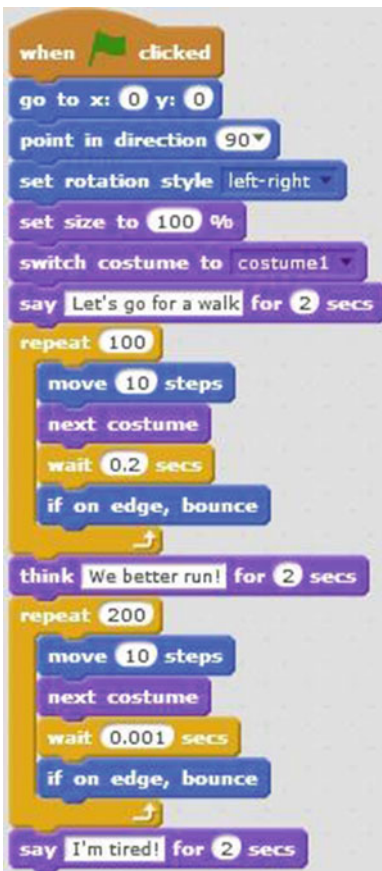 when clicked
go to x: 0 y: 0
point in direction 90
set rotation style left-right
set size to 100 %
switch costume to costume1
say Let's go for a walk for 2 secs
repeat 100
move 10 steps
next costume
wait 0.2 secs
if on edge, bounce
think We better run! for 2 secs
repeat 200
move 10 steps
next costume
wait 0.001 secs
if on edge, bounce
say I'm tired! for 2 secs